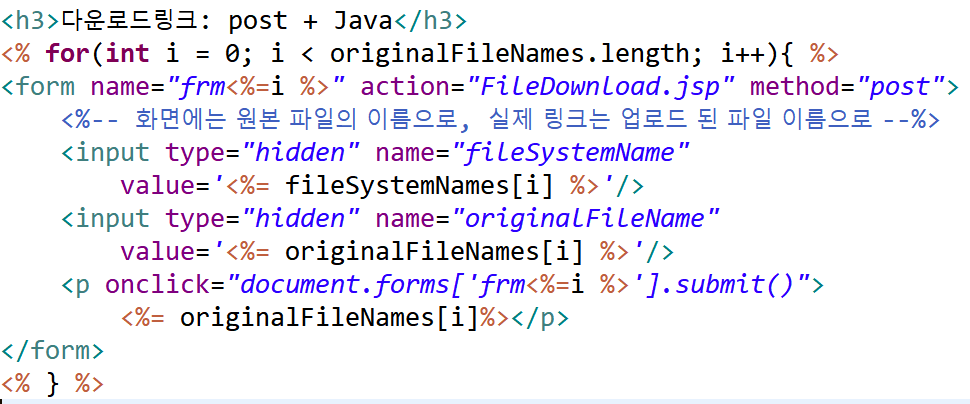 <h3>다운로드링크: post + Java</h3>
<% for(int i = 0; i < originalFileNames.length; i++){ %>
<form name="frm<%=i %>" action="FileDownload.jsp" method="post">
    <%-- 화면에는 원본 파일의 이름으로, 실제 링크는 업로드 된 파일 이름으로 --%>
    <input type="hidden" name="fileSystemName"
        value='<%= fileSystemNames[i] %>'/>
    <input type="hidden" name="originalFileName"
        value='<%= originalFileNames[i] %>'/>
    <p onclick="document.forms['frm<%=i %>'].submit()">
        <%= originalFileNames[i]%></p>
</form>
<% } %>